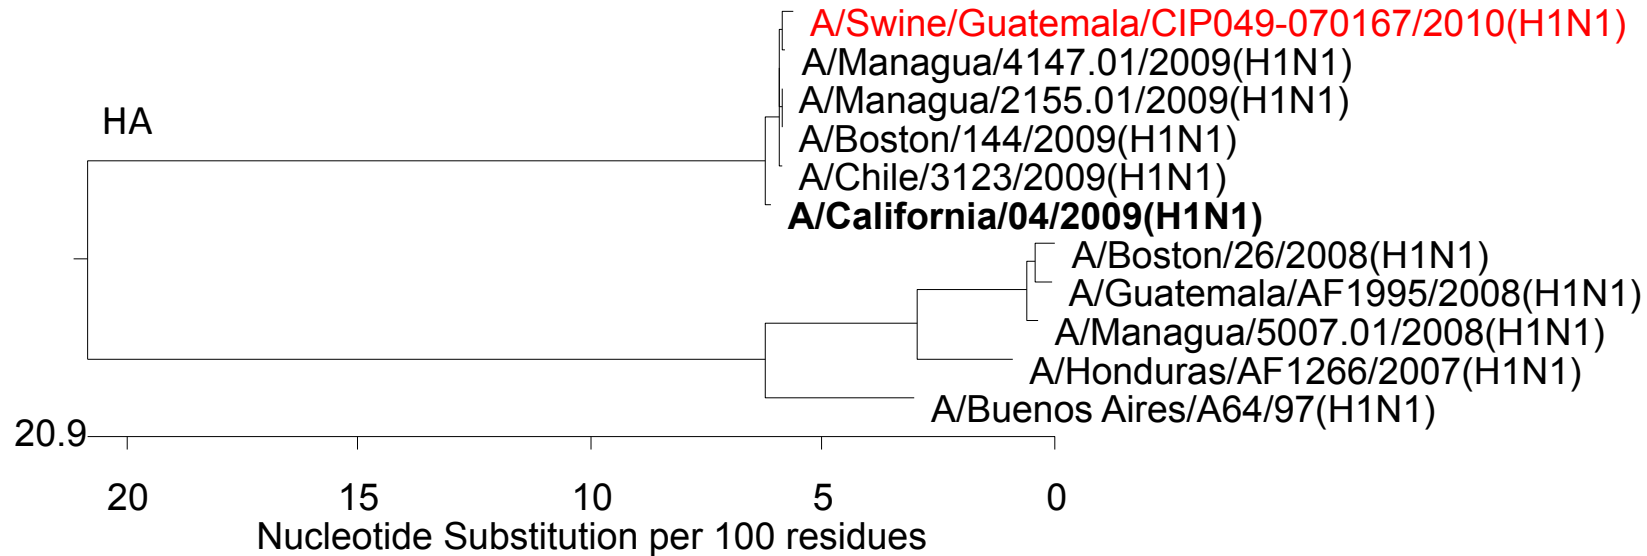 A/Swine/Guatemala/CIP049-070167/2010(H1N1)
A/Managua/4147.01/2009(H1N1)
A/Managua/2155.01/2009(H1N1)
HA
A/Boston/144/2009(H1N1)
A/Chile/3123/2009(H1N1)
A/California/04/2009(H1N1)
A/Boston/26/2008(H1N1)
A/Guatemala/AF1995/2008(H1N1)
A/Managua/5007.01/2008(H1N1)
A/Honduras/AF1266/2007(H1N1)
A/Buenos Aires/A64/97(H1N1)
20.9
20 15 10 5 0
Nucleotide Substitution per 100 residues